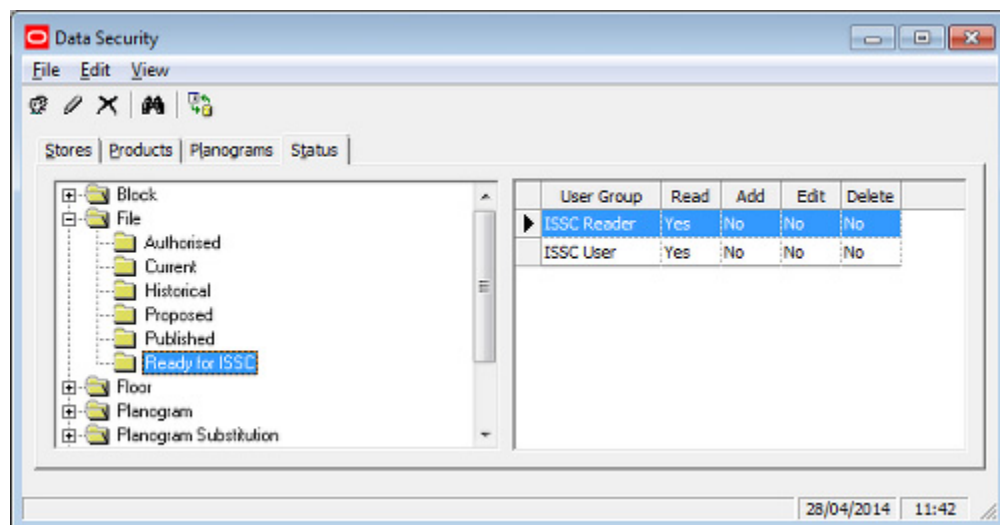 Data Security
File Edit View
Stores Products Planograms Status
Block
File
Authorised
Current
Historical
Proposed
Published
Ready for ISSC
Floor
Planogram
Planogram Substitution
User Group Read Add Edit Delete
ISSC Reader Yes No No No
ISSC User Yes No No No
28/04/2014 11:42